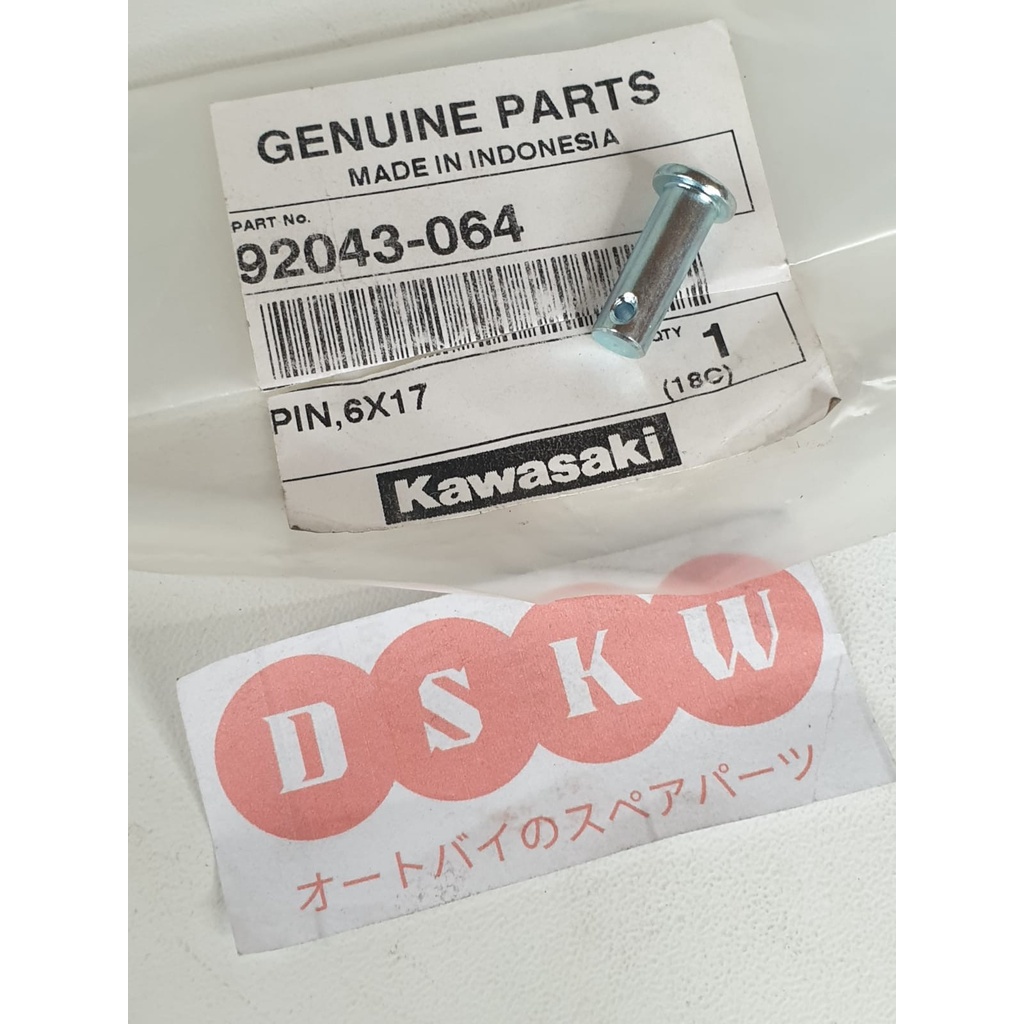 GENUINE PARTS
MADE IN INDONESIA
PART No.
92043-064
QTY 1
PIN,6X17
(18C)
Kawasaki
DSKW
オートバイのスペアパーツ